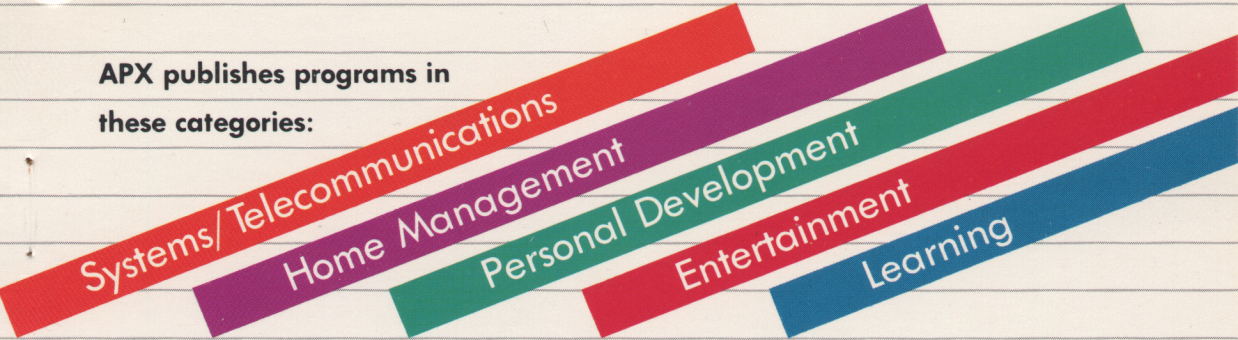 APX publishes programs in
these categories:
Systems/Telecommunications
Home Management
Personal Development
Entertainment
Learning